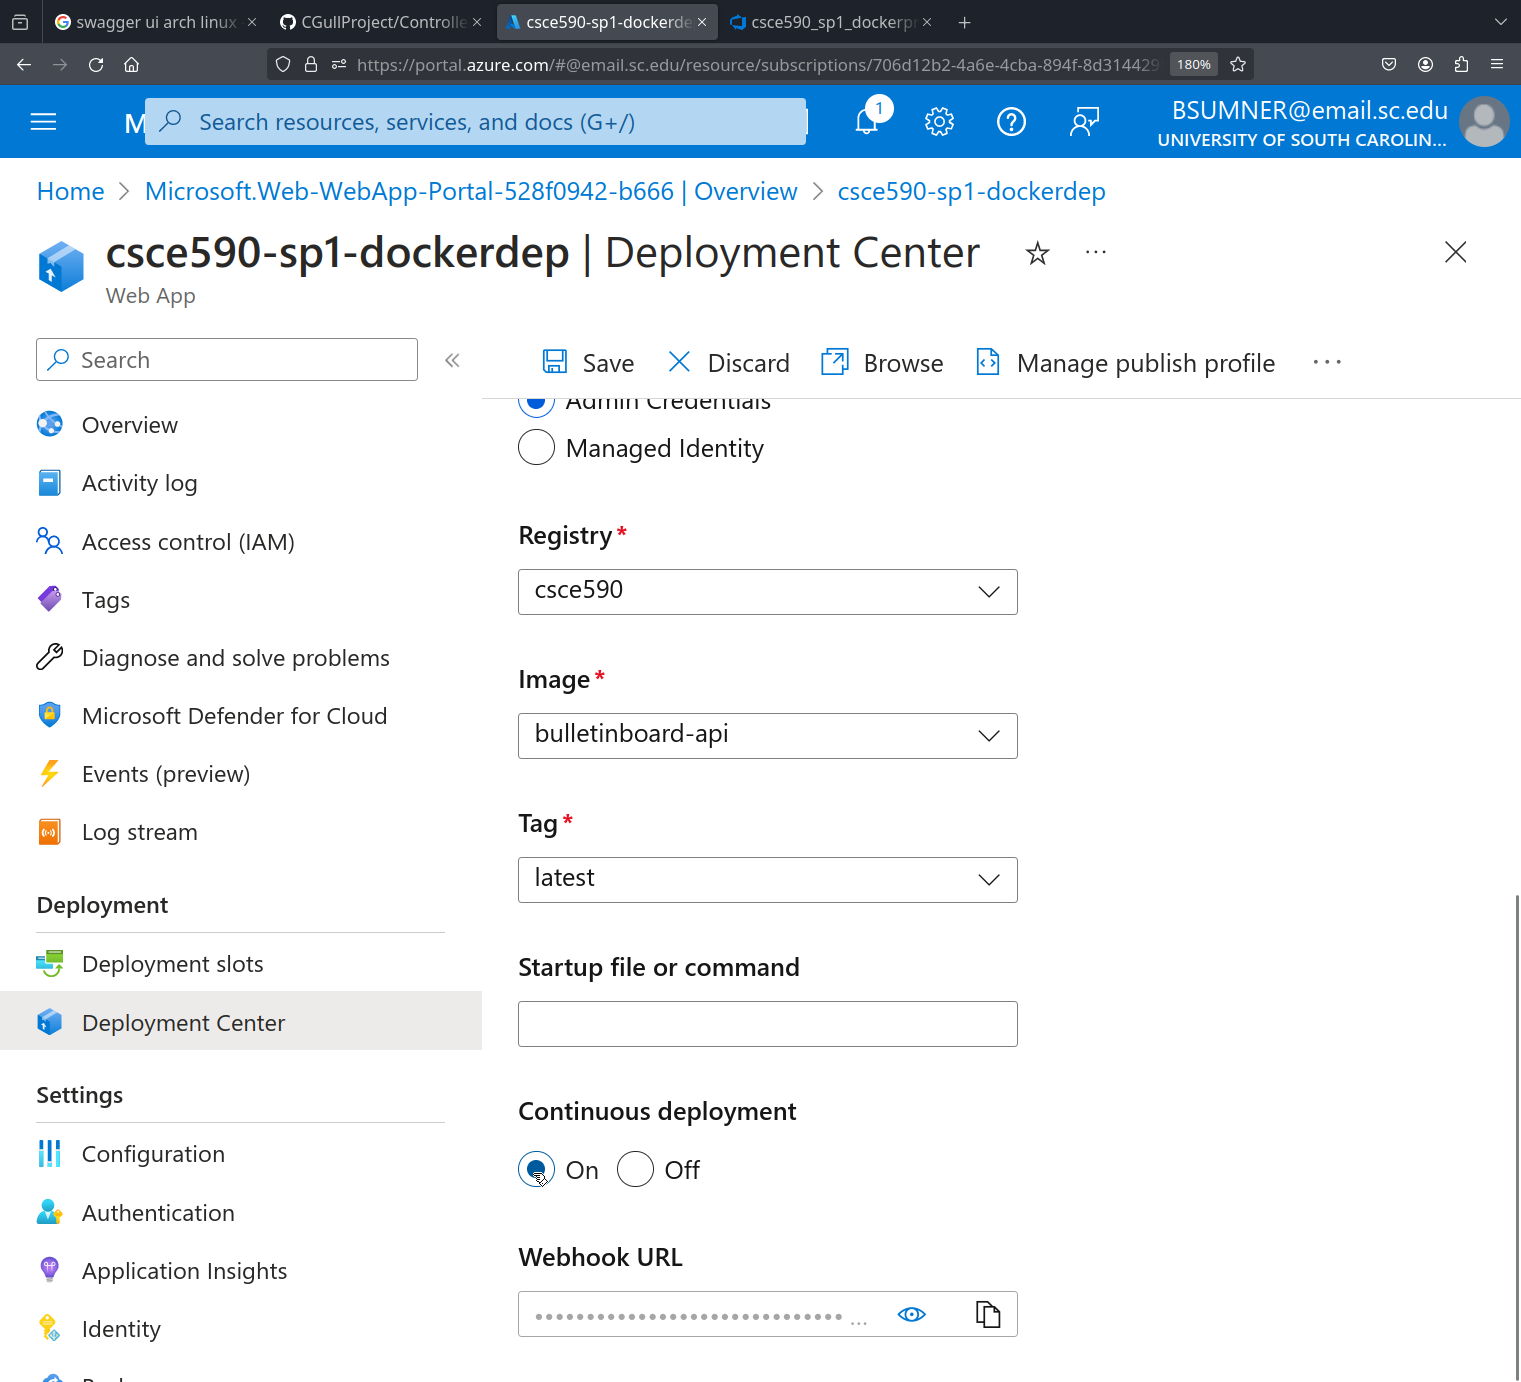 swagger ui arch linux
CGullProject/Controlle
csce590-sp1-dockerde
csce590_sp1_dockerpr
https://portal.azure.com/#@email.sc.edu/resource/subscriptions/706d12b2-4a6e-4cba-894f-8d314429
180%
M
Search resources, services, and docs (G+/)
1
BSUMNER@email.sc.edu
UNIVERSITY OF SOUTH CAROLIN...
Home > Microsoft.Web-WebApp-Portal-528f0942-b666 | Overview > csce590-sp1-dockerdep
csce590-sp1-dockerdep | Deployment Center
Web App
Search
Save
Discard
Browse
Manage publish profile
Overview
Activity log
Access control (IAM)
Tags
Diagnose and solve problems
Microsoft Defender for Cloud
Events (preview)
Log stream
Deployment
Deployment slots
Deployment Center
Settings
Configuration
Authentication
Application Insights
Identity
Admin Credentials
Managed Identity
Registry *
csce590
Image *
bulletinboard-api
Tag *
latest
Startup file or command
Continuous deployment
On
Off
Webhook URL